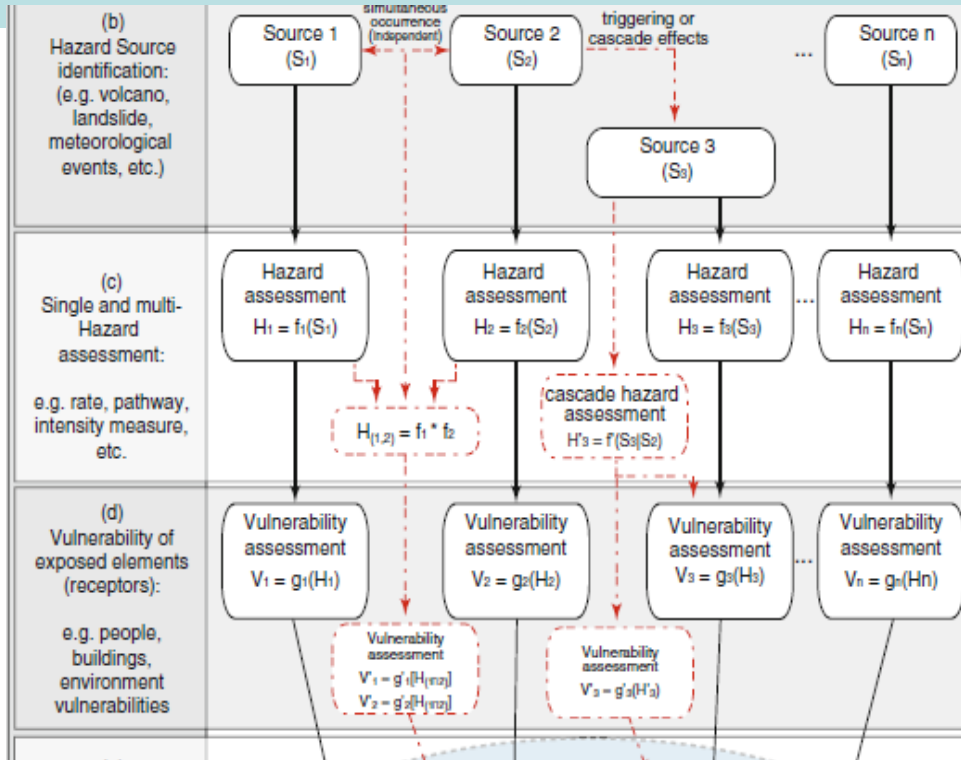 (b)
Hazard Source
identification:
(e.g. volcano,
landslide,
meteorological
events, etc.)
Source 1
(S₁)
simultaneous
occurrence
(independent)
Source 2
(S₂)
triggering or
cascade effects
...
Source n
(Sₙ)
Source 3
(S₃)
(c)
Single and multi-
Hazard
assessment:
e.g. rate, pathway,
intensity measure,
etc.
Hazard
assessment
H₁ = f₁(S₁)
Hazard
assessment
H₂ = f₂(S₂)
Hazard
assessment
H₃ = f₃(S₃)
...
Hazard
assessment
Hₙ = fₙ(Sₙ)
H₍₁,₂₎ = f₁ * f₂
cascade hazard
assessment
H'₃ = f'(S₃|S₂)
(d)
Vulnerability of
exposed elements
(receptors):
e.g. people,
buildings,
environment
vulnerabilities
Vulnerability
assessment
V₁ = g₁(H₁)
Vulnerability
assessment
V₂ = g₂(H₂)
Vulnerability
assessment
V₃ = g₃(H₃)
...
Vulnerability
assessment
Vₙ = gₙ(Hn)
Vulnerability
assessment
V'₁ = g'₁[H₍₁∩₂₎]
V'₂ = g'₂[H₍₁∩₂₎]
Vulnerability
assessment
V'₃ = g'₃(H'₃)